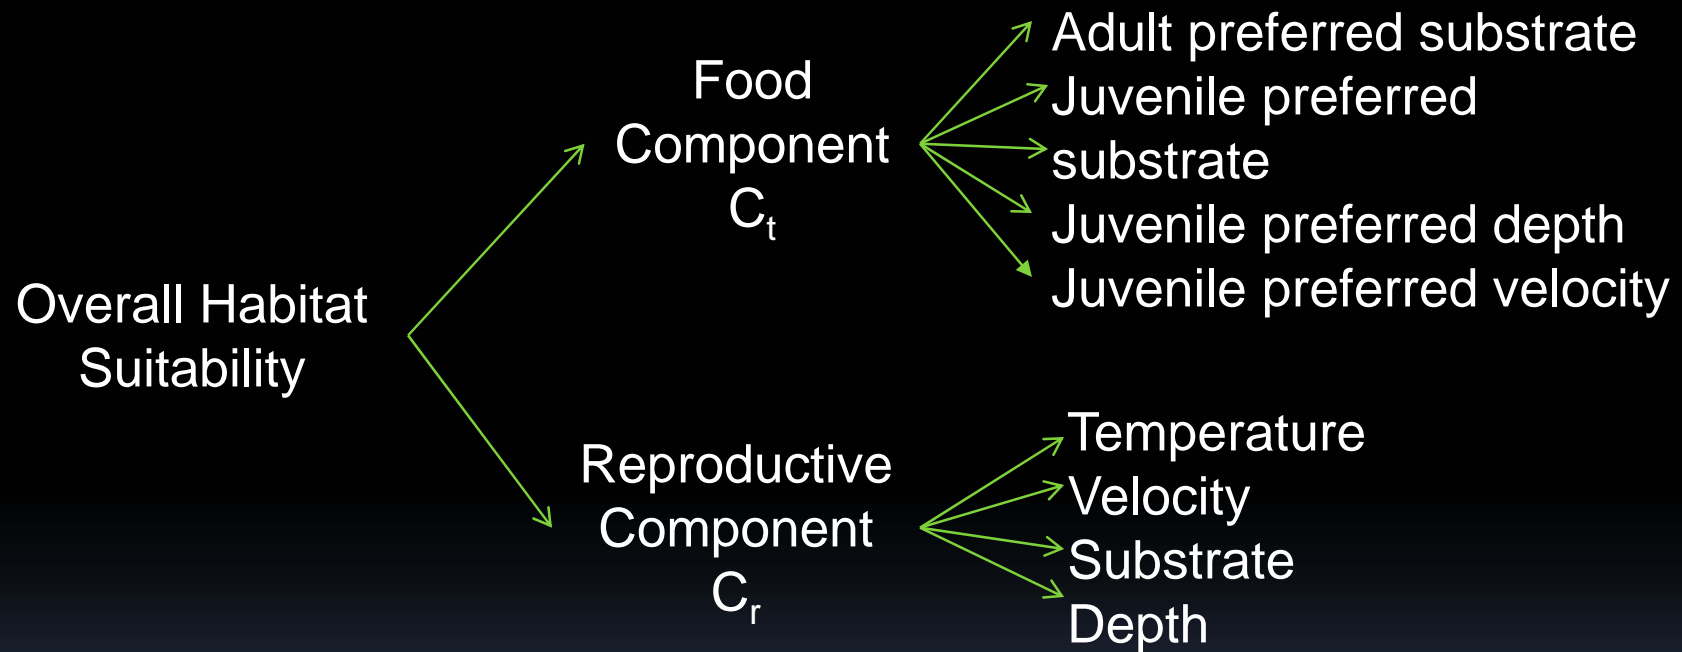 Overall Habitat
Suitability
Food
Component
Cₜ
Adult preferred substrate
Juvenile preferred
substrate
Juvenile preferred depth
Juvenile preferred velocity
Reproductive
Component
Cᵣ
Temperature
Velocity
Substrate
Depth